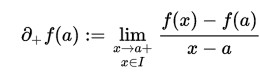 ∂₊f(a) := lim_{x→a+, x∈I} (f(x) − f(a)) / (x − a)